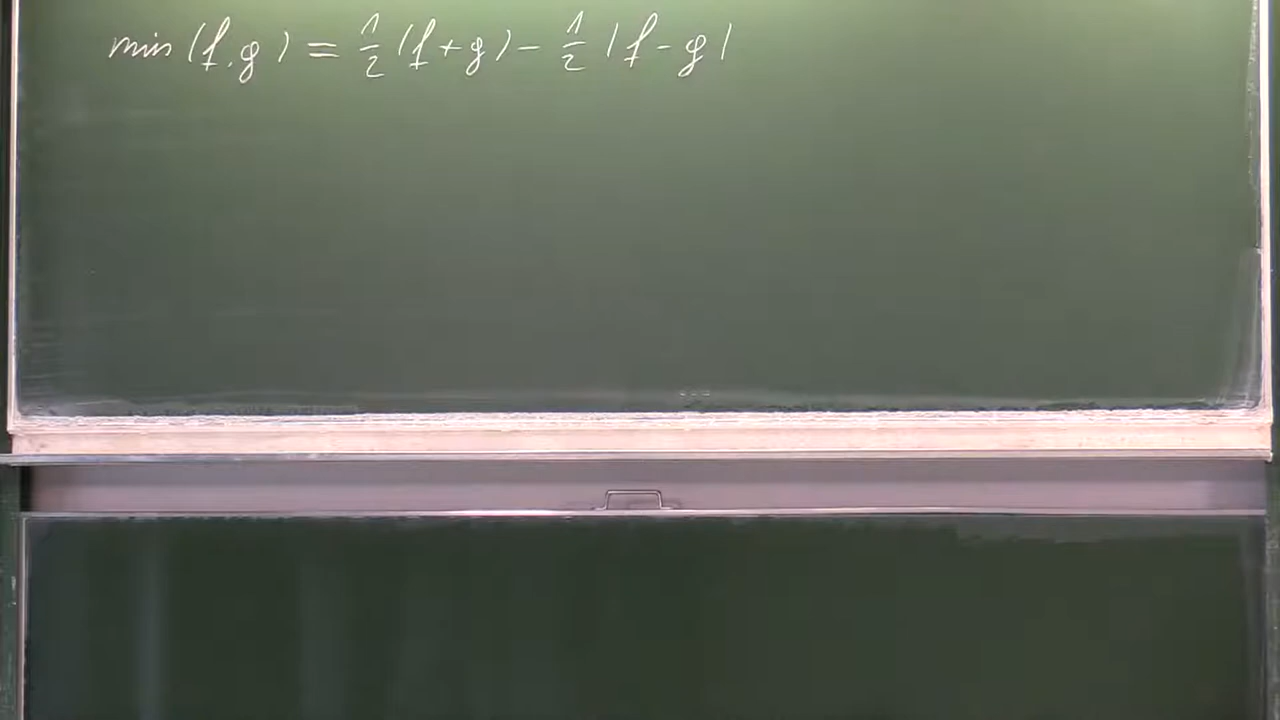 min(f,g) = 1/2 (f+g) - 1/2 |f-g|